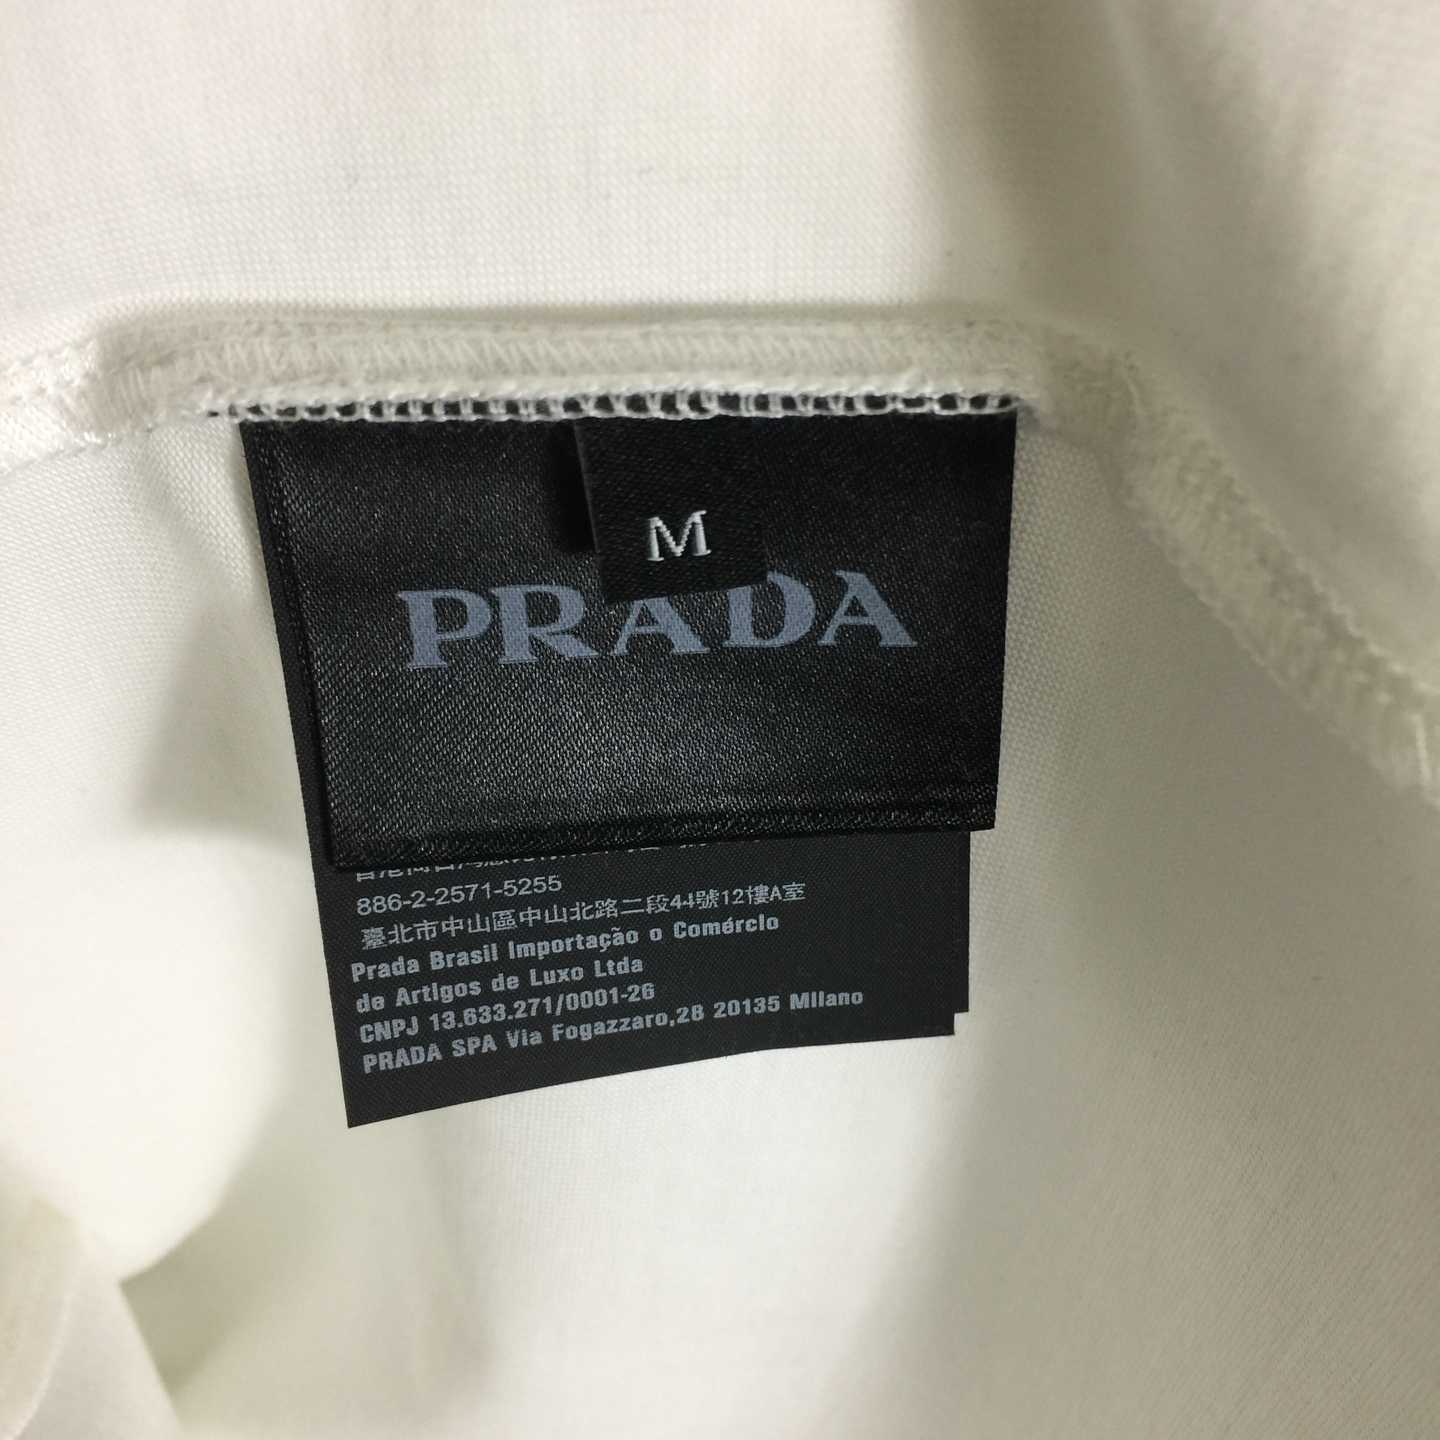 M
PRADA
886-2-2571-5255
臺北市中山區中山北路二段44號12樓A室
Prada Brasil Importação o Comércio
de Artigos de Luxo Ltda
CNPJ 13.633.271/0001-26
PRADA SPA Via Fogazzaro,28 20135 Milano